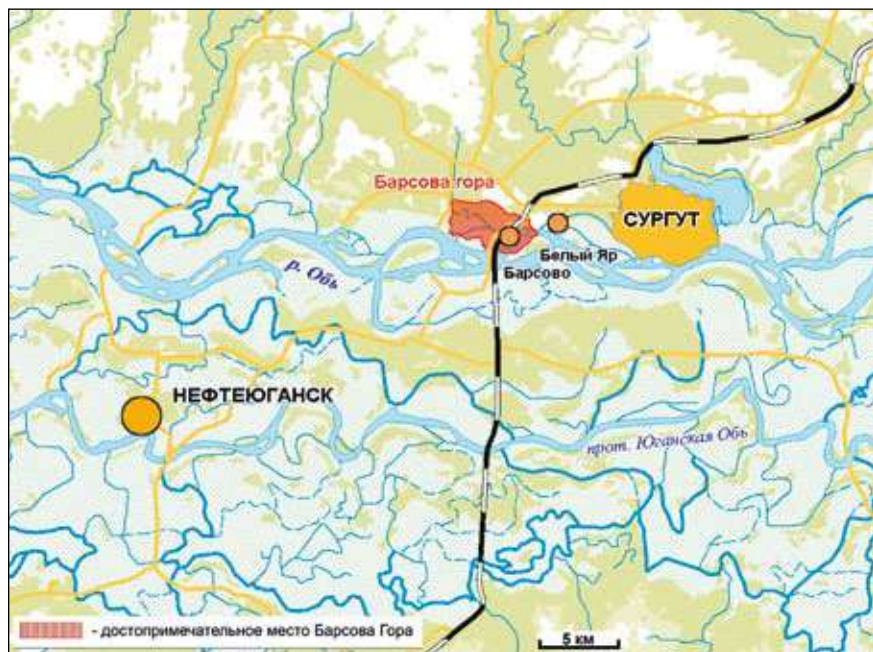 Барсова гора
СУРГУТ
Белый Яр
Барсово
р. Обь
НЕФТЕЮГАНСК
прот. Юганская Обь
- достопримечательное место Барсова Гора
5 км